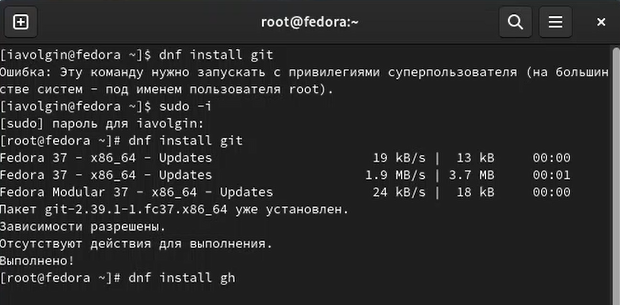 root@fedora:~
[iavolgin@fedora ~]$ dnf install git
Ошибка: Эту команду нужно запускать с привилегиями суперпользователя (на большин
стве систем - под именем пользователя root).
[iavolgin@fedora ~]$ sudo -i
[sudo] пароль для iavolgin:
[root@fedora ~]# dnf install git
Fedora 37 - x86_64 - Updates 19 kB/s | 13 kB 00:00
Fedora 37 - x86_64 - Updates 1.9 MB/s | 3.7 MB 00:01
Fedora Modular 37 - x86_64 - Updates 24 kB/s | 18 kB 00:00
Пакет git-2.39.1-1.fc37.x86_64 уже установлен.
Зависимости разрешены.
Отсутствуют действия для выполнения.
Выполнено!
[root@fedora ~]# dnf install gh